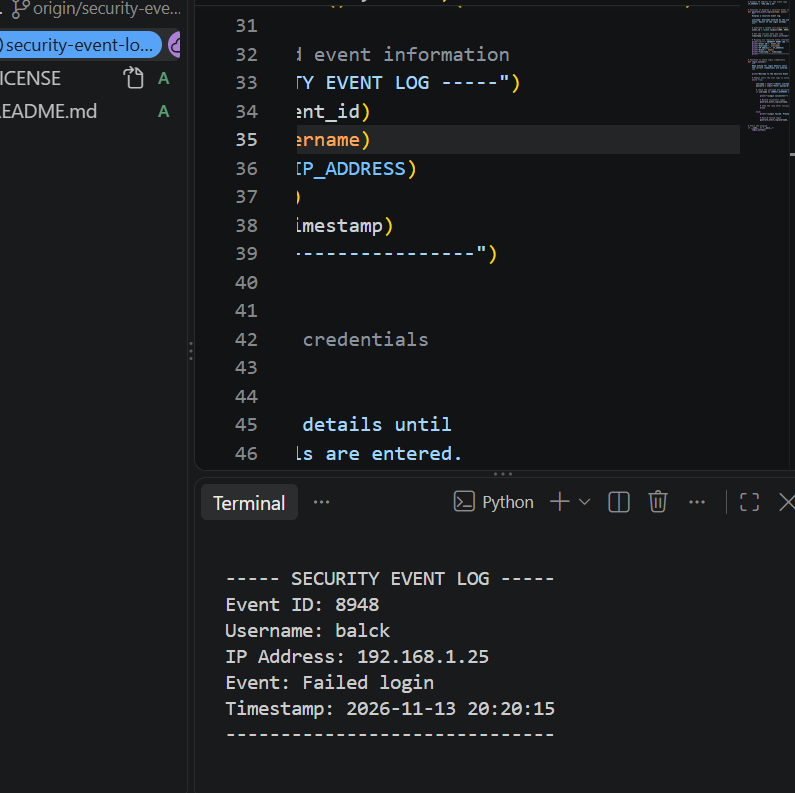 origin/security-eve...
)security-event-lo...
ICENSE
A
EADME.md
A
31
32 d event information
33 TY EVENT LOG -----")
34 ent_id)
35 ername)
36 IP_ADDRESS)
37 )
38 imestamp)
39 ----------------")
40
41
42 credentials
43
44
45 details until
46 ls are entered.
Terminal
Python
----- SECURITY EVENT LOG -----
Event ID: 8948
Username: balck
IP Address: 192.168.1.25
Event: Failed login
Timestamp: 2026-11-13 20:20:15
------------------------------